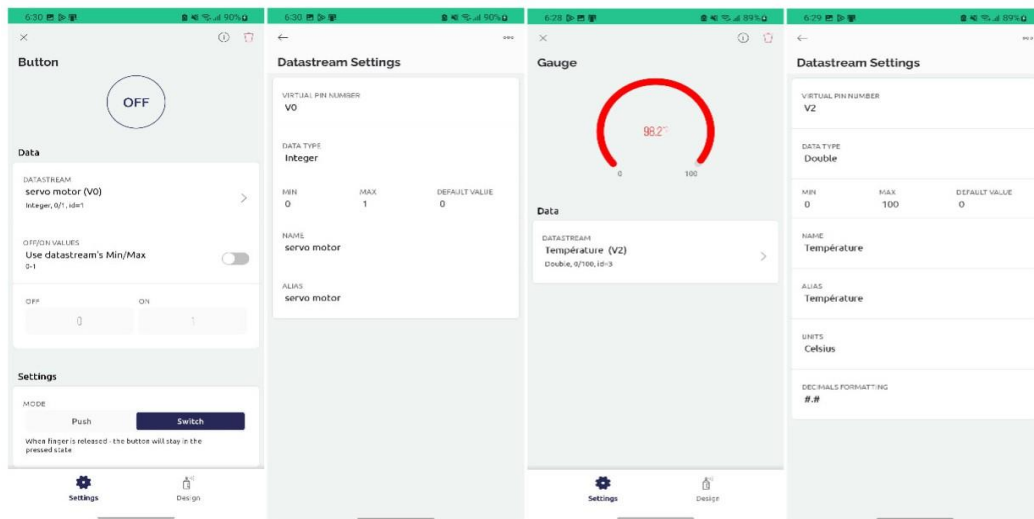 6:30 90%
Button
OFF
Data
DATASTREAM
servo motor (V0)
Integer, 0/1, id=1
OFF/ON VALUES
Use datastream's Min/Max
0-1
OFF ON
0 1
Settings
MODE
Push Switch
When finger is released - the button will stay in the
pressed state
Settings Design
6:30 90%
Datastream Settings
VIRTUAL PIN NUMBER
V0
DATA TYPE
Integer
MIN MAX DEFAULT VALUE
0 1 0
NAME
servo motor
ALIAS
servo motor
6:28 89%
Gauge
98.2
0 100
Data
DATASTREAM
Température (V2)
Double, 0/100, id=3
Settings Design
6:29 89%
Datastream Settings
VIRTUAL PIN NUMBER
V2
DATA TYPE
Double
MIN MAX DEFAULT VALUE
0 100 0
NAME
Température
ALIAS
Température
UNITS
Celsius
DECIMALS FORMATTING
#.#